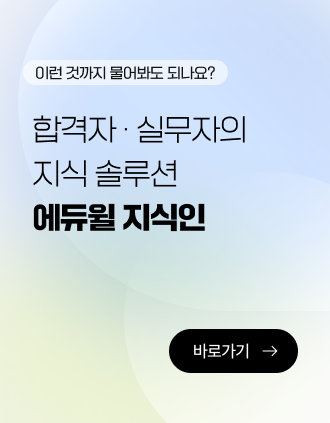 이런 것까지 물어봐도 되나요?
합격자 · 실무자의
지식 솔루션
에듀윌 지식인
바로가기 →